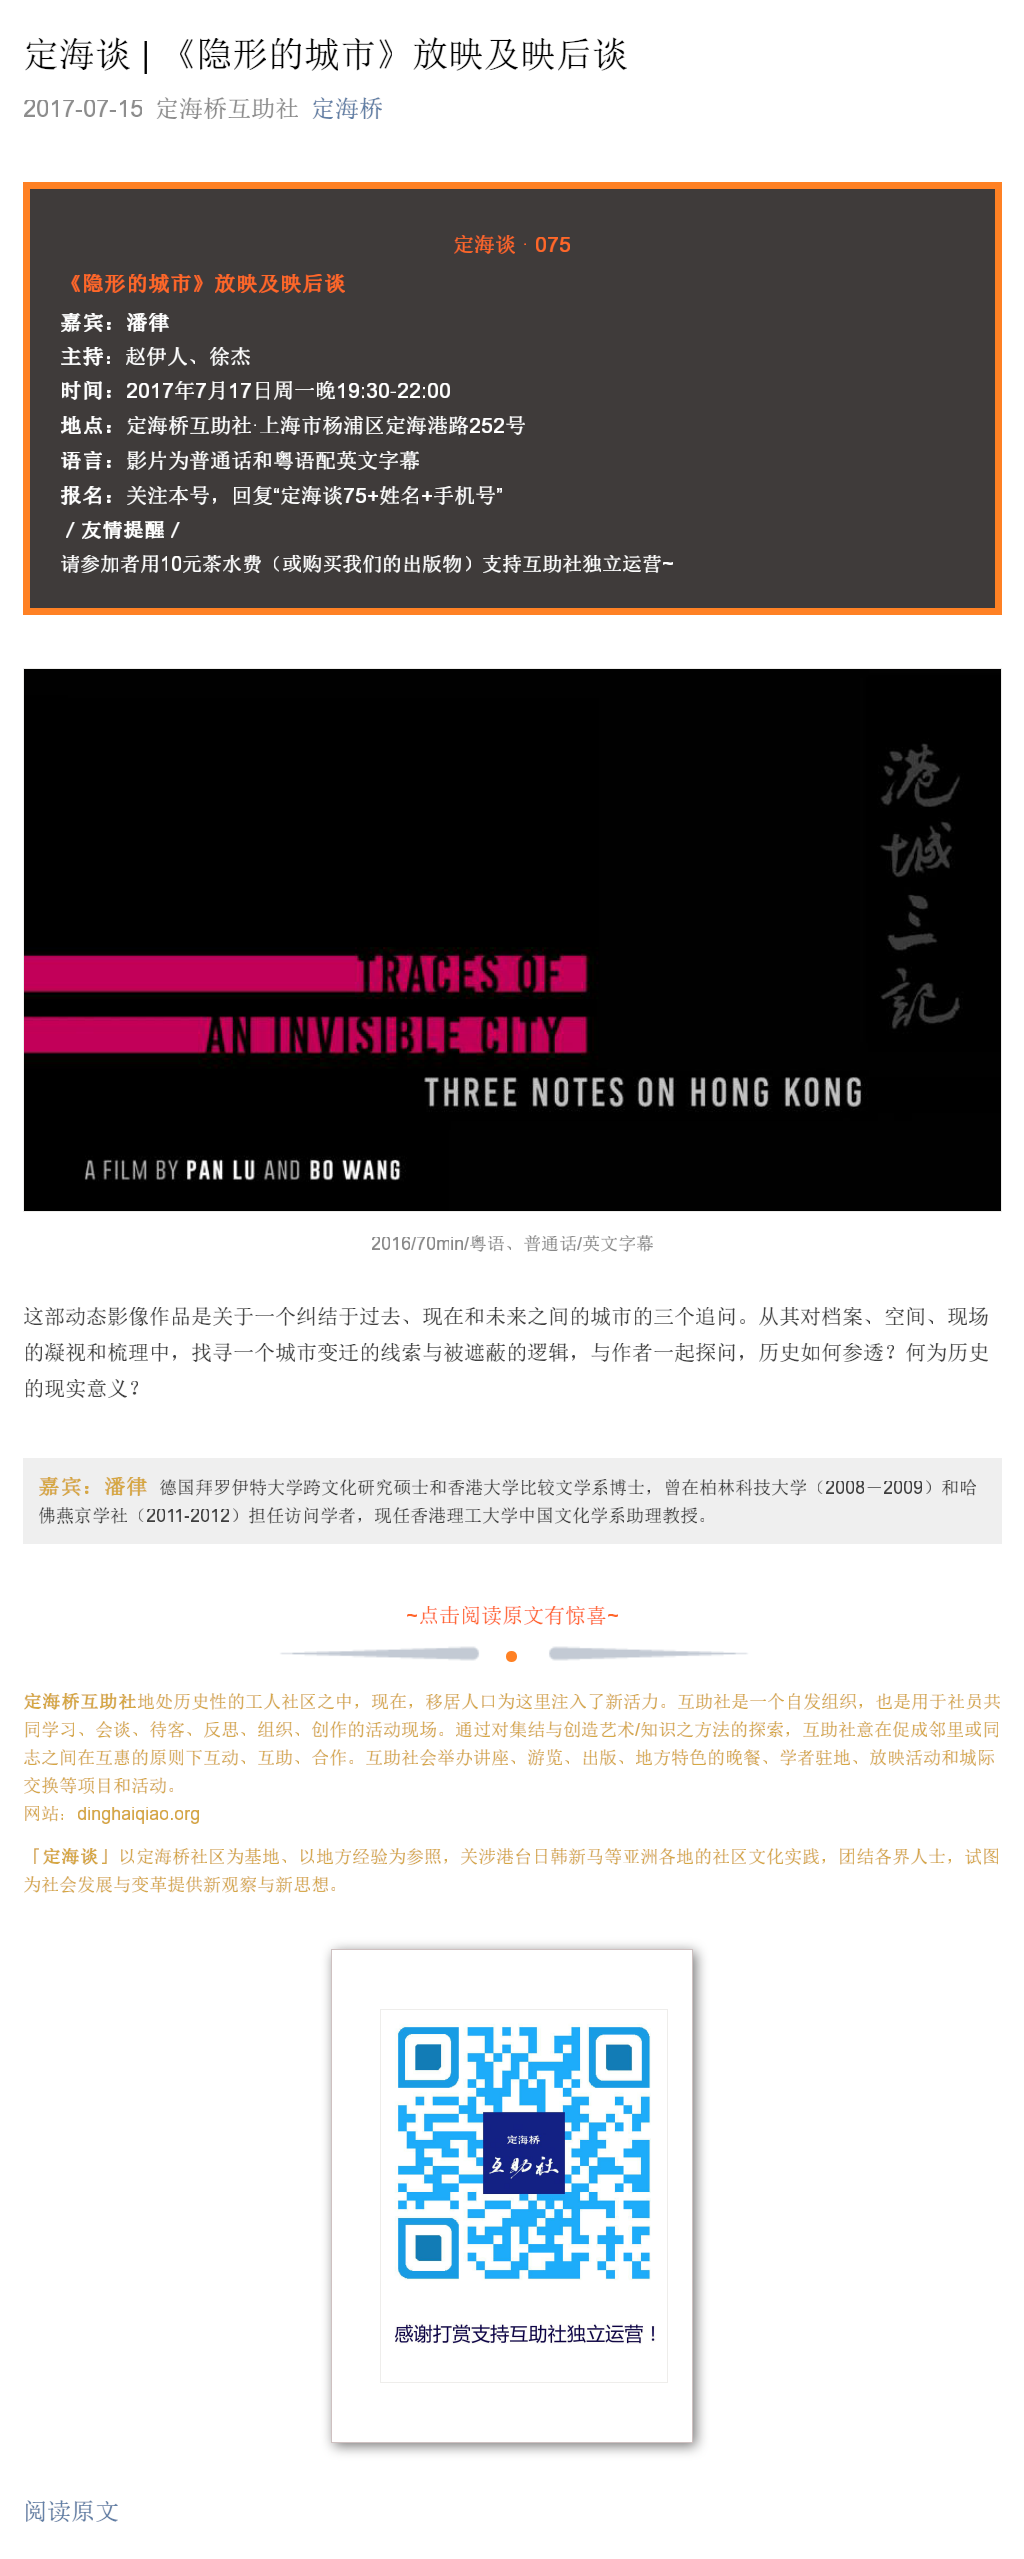 定海谈 | 《隐形的城市》放映及映后谈
2017-07-15 定海桥互助社 定海桥
定海谈 · 075
《隐形的城市》放映及映后谈
嘉宾：潘律
主持：赵伊人、徐杰
时间：2017年7月17日周一晚19:30-22:00
地点：定海桥互助社·上海市杨浦区定海港路252号
语言：影片为普通话和粤语配英文字幕
报名：关注本号，回复“定海谈75+姓名+手机号”
/ 友情提醒 /
请参加者用10元茶水费（或购买我们的出版物）支持互助社独立运营~
港城三記
TRACES OF
AN INVISIBLE CITY
THREE NOTES ON HONG KONG
A FILM BY PAN LU AND BO WANG
2016/70min/粤语、普通话/英文字幕
这部动态影像作品是关于一个纠结于过去、现在和未来之间的城市的三个追问。从其对档案、空间、现场
的凝视和梳理中，找寻一个城市变迁的线索与被遮蔽的逻辑，与作者一起探问，历史如何参透？何为历史
的现实意义？
嘉宾：潘律 德国拜罗伊特大学跨文化研究硕士和香港大学比较文学系博士，曾在柏林科技大学（2008－2009）和哈
佛燕京学社（2011-2012）担任访问学者，现任香港理工大学中国文化学系助理教授。
~点击阅读原文有惊喜~
定海桥互助社地处历史性的工人社区之中，现在，移居人口为这里注入了新活力。互助社是一个自发组织，也是用于社员共
同学习、会谈、待客、反思、组织、创作的活动现场。通过对集结与创造艺术/知识之方法的探索，互助社意在促成邻里或同
志之间在互惠的原则下互动、互助、合作。互助社会举办讲座、游览、出版、地方特色的晚餐、学者驻地、放映活动和城际
交换等项目和活动。
网站：dinghaiqiao.org
「定海谈」以定海桥社区为基地、以地方经验为参照，关涉港台日韩新马等亚洲各地的社区文化实践，团结各界人士，试图
为社会发展与变革提供新观察与新思想。
定海桥
互助社
感谢打赏支持互助社独立运营！
阅读原文